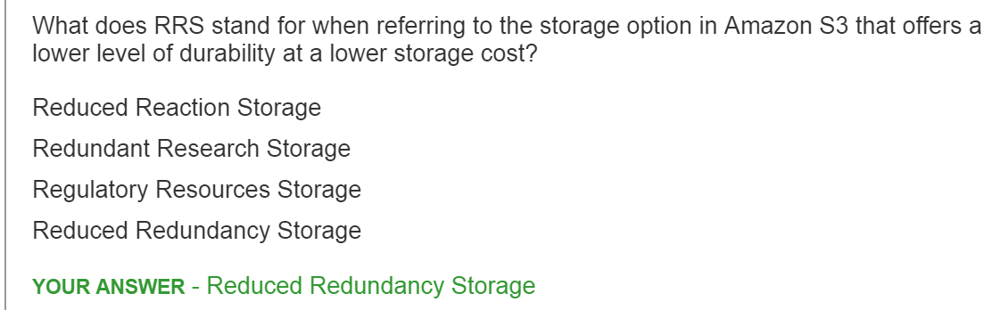 What does RRS stand for when referring to the storage option in Amazon S3 that offers a
lower level of durability at a lower storage cost?
Reduced Reaction Storage
Redundant Research Storage
Regulatory Resources Storage
Reduced Redundancy Storage
YOUR ANSWER - Reduced Redundancy Storage